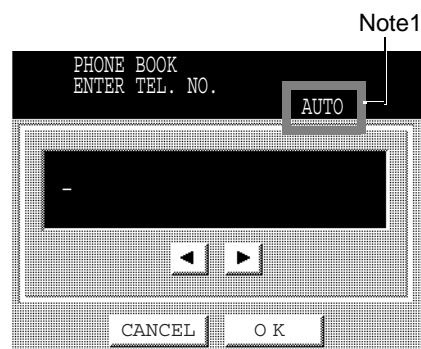 Note1
PHONE BOOK
ENTER TEL. NO.
AUTO
-
CANCEL
O K